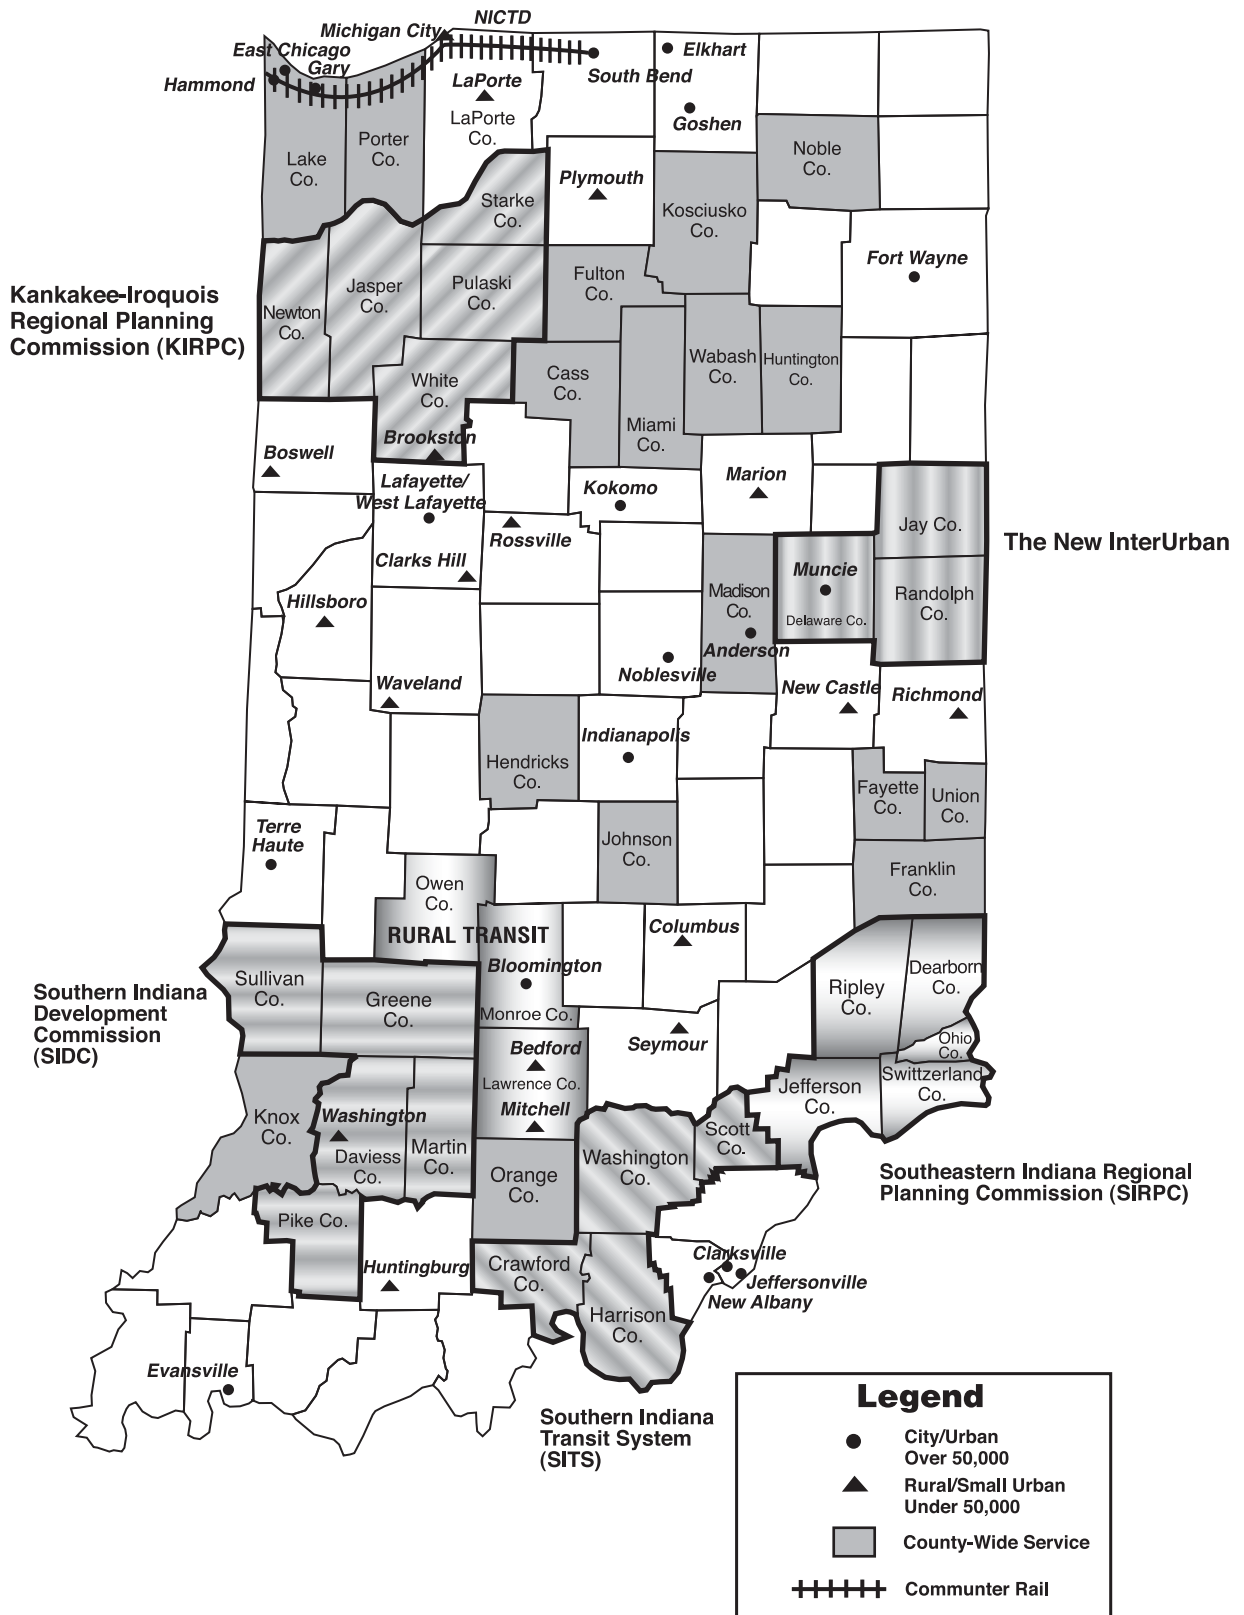 NICTD
Michigan City
East Chicago
Gary
Hammond
Elkhart
South Bend
LaPorte
LaPorte
Co.
Goshen
Porter
Co.
Lake
Co.
Noble
Co.
Plymouth
Starke
Co.
Kosciusko
Co.
Fort Wayne
Kankakee-Iroquois
Regional Planning
Commission (KIRPC)
Newton
Co.
Jasper
Co.
Pulaski
Co.
Fulton
Co.
White
Co.
Cass
Co.
Wabash
Co.
Huntington
Co.
Miami
Co.
Brookston
Boswell
Lafayette/
West Lafayette
Kokomo
Marion
Jay Co.
The New InterUrban
Rossville
Clarks Hill
Muncie
Delaware Co.
Randolph
Co.
Madison
Co.
Anderson
Hillsboro
Noblesville
Waveland
New Castle
Richmond
Indianapolis
Hendricks
Co.
Fayette
Co.
Union
Co.
Terre
Haute
Johnson
Co.
Franklin
Co.
Owen
Co.
RURAL TRANSIT
Columbus
Bloomington
Monroe Co.
Sullivan
Co.
Greene
Co.
Southern Indiana
Development
Commission
(SIDC)
Ripley
Co.
Dearborn
Co.
Ohio
Co.
Switzerland
Co.
Seymour
Bedford
Lawrence Co.
Mitchell
Jefferson
Co.
Knox
Co.
Washington
Daviess
Co.
Martin
Co.
Scott
Co.
Washington
Co.
Orange
Co.
Southeastern Indiana Regional
Planning Commission (SIRPC)
Pike Co.
Huntingburg
Crawford
Co.
Harrison
Co.
Clarksville
Jeffersonville
New Albany
Evansville
Southern Indiana
Transit System
(SITS)
Legend
City/Urban
Over 50,000
Rural/Small Urban
Under 50,000
County-Wide Service
Communter Rail